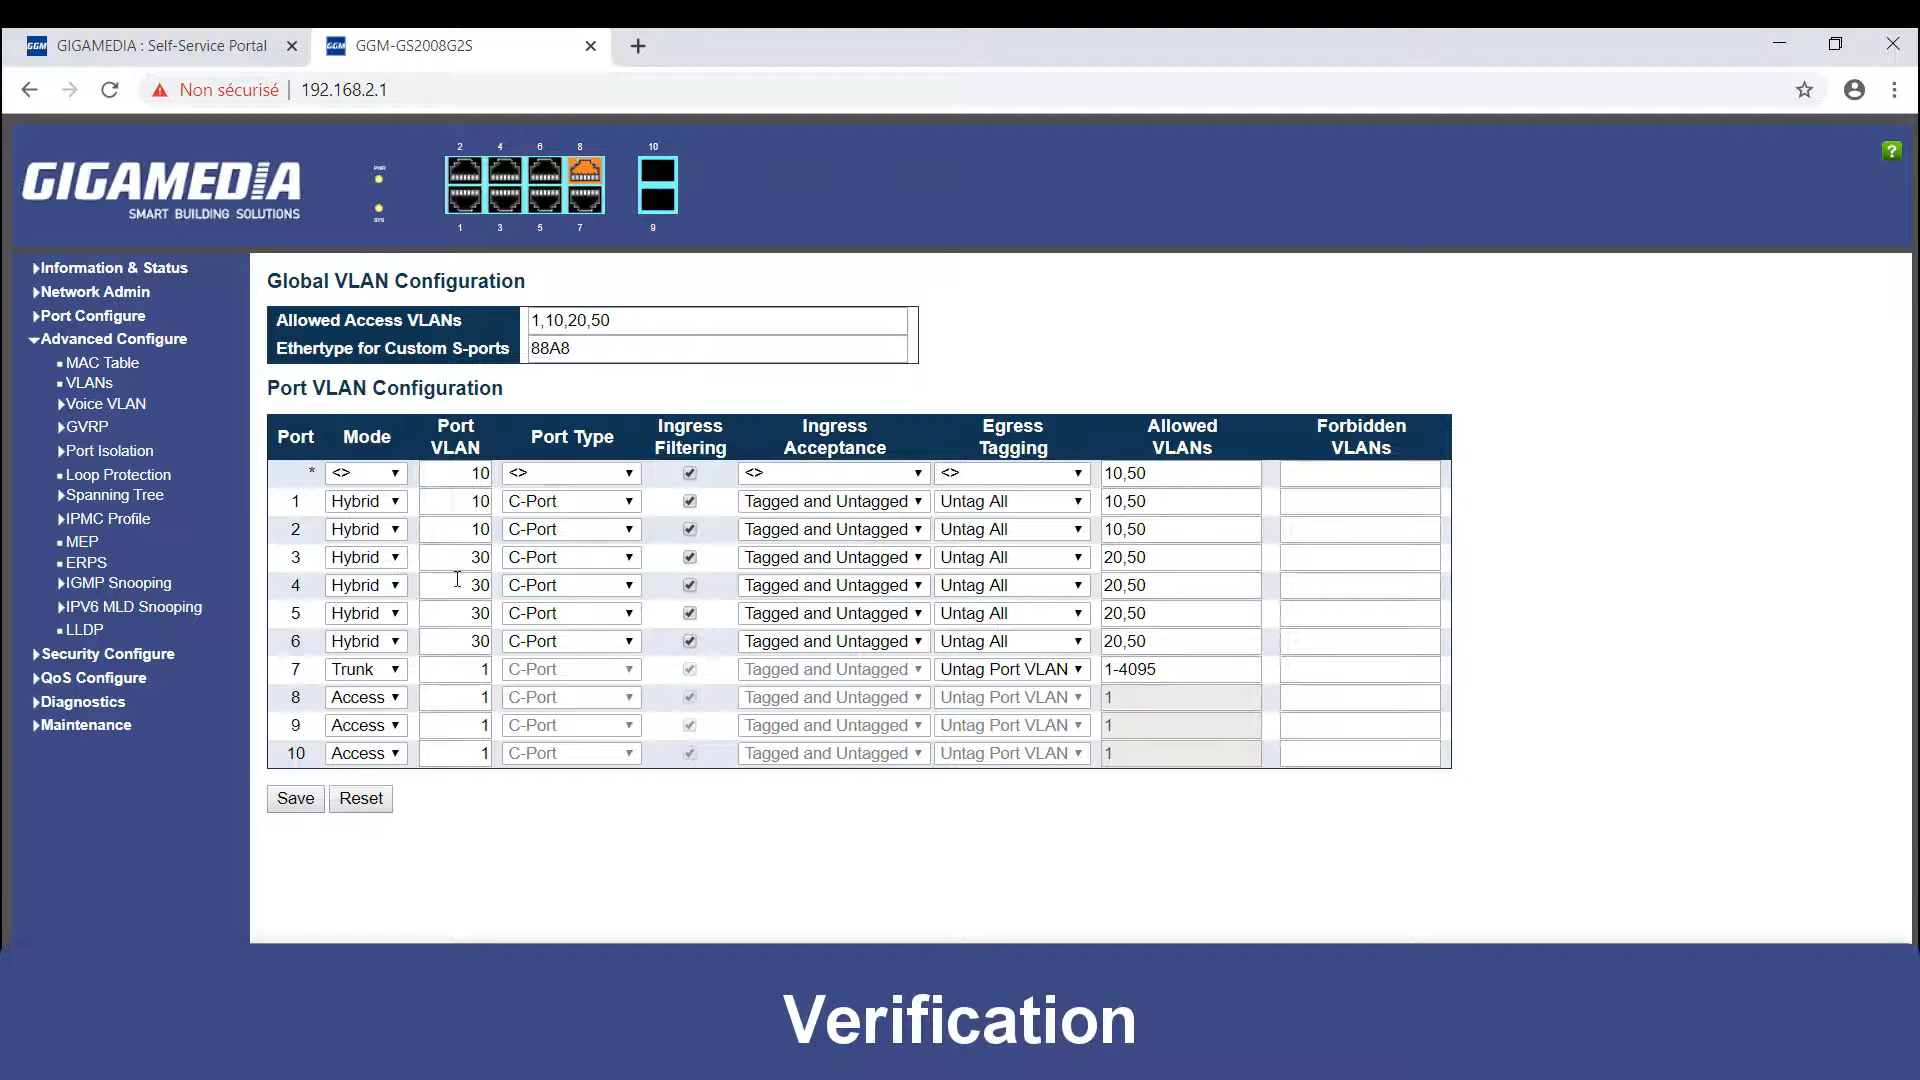 GIGAMEDIA : Self-Service Portal
GGM-GS2008G2S
Non sécurisé 192.168.2.1
GIGAMEDIA
SMART BUILDING SOLUTIONS
PWR
SYS
2 4 6 8 10
1 3 5 7 9
?
Information & Status
Network Admin
Port Configure
Advanced Configure
MAC Table
VLANs
Voice VLAN
GVRP
Port Isolation
Loop Protection
Spanning Tree
IPMC Profile
MEP
ERPS
IGMP Snooping
IPV6 MLD Snooping
LLDP
Security Configure
QoS Configure
Diagnostics
Maintenance
Global VLAN Configuration
Allowed Access VLANs 1,10,20,50
Ethertype for Custom S-ports 88A8
Port VLAN Configuration
Port Mode Port VLAN Port Type Ingress Filtering Ingress Acceptance Egress Tagging Allowed VLANs Forbidden VLANs
* <> 10 <> <> <> 10,50
1 Hybrid 10 C-Port Tagged and Untagged Untag All 10,50
2 Hybrid 10 C-Port Tagged and Untagged Untag All 10,50
3 Hybrid 30 C-Port Tagged and Untagged Untag All 20,50
4 Hybrid 30 C-Port Tagged and Untagged Untag All 20,50
5 Hybrid 30 C-Port Tagged and Untagged Untag All 20,50
6 Hybrid 30 C-Port Tagged and Untagged Untag All 20,50
7 Trunk 1 C-Port Tagged and Untagged Untag Port VLAN 1-4095
8 Access 1 C-Port Tagged and Untagged Untag Port VLAN 1
9 Access 1 C-Port Tagged and Untagged Untag Port VLAN 1
10 Access 1 C-Port Tagged and Untagged Untag Port VLAN 1
Save Reset
Verification